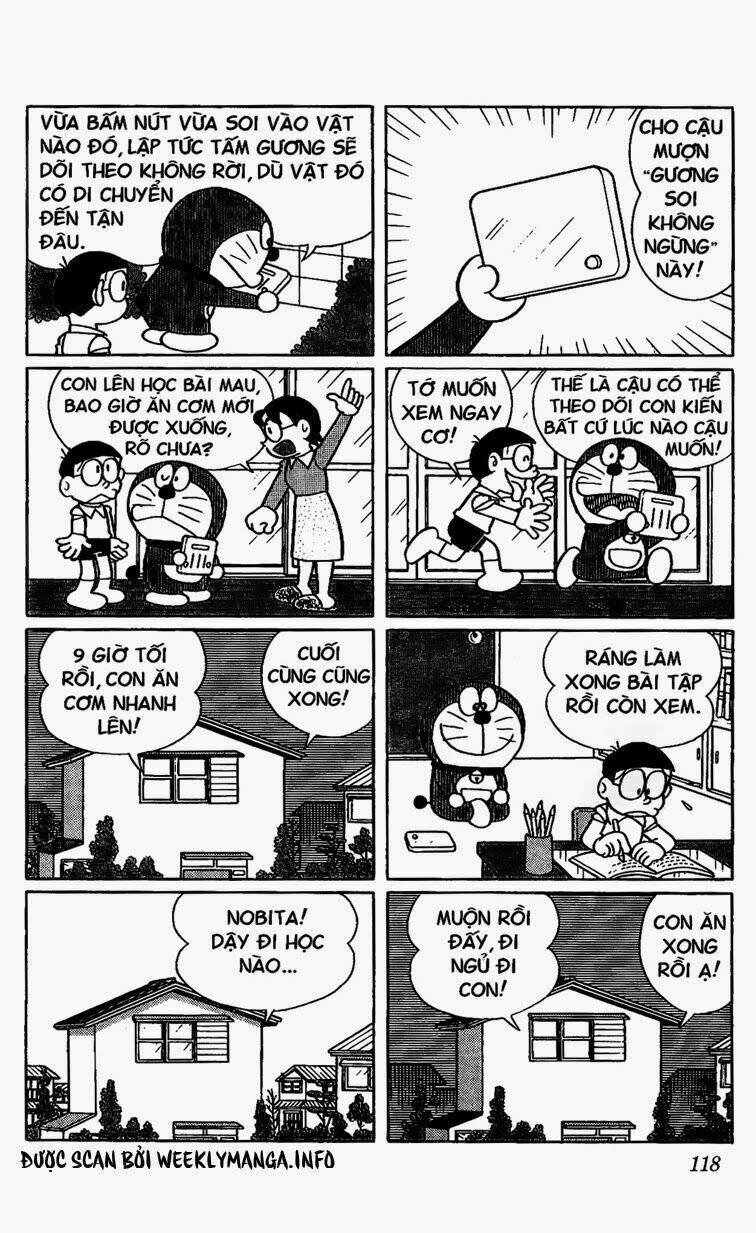 CHO CẬU
MƯỢN
"GƯƠNG
SOI
KHÔNG
NGỪNG"
NÀY!
VỪA BẤM NÚT VỪA SOI VÀO VẬT
NÀO ĐÓ, LẬP TỨC TẤM GƯƠNG SẼ
DÕI THEO KHÔNG RỜI, DÙ VẬT ĐÓ
CÓ DI CHUYỂN
ĐẾN TẬN
ĐÂU.
THẾ LÀ CẬU CÓ THỂ
THEO DÕI CON KIẾN
BẤT CỨ LÚC NÀO CẬU
MUỐN!
TỚ MUỐN
XEM NGAY
CƠ!
CON LÊN HỌC BÀI MAU,
BAO GIỜ ĂN CƠM MỚI
ĐƯỢC XUỐNG,
RÕ CHƯA?
RÁNG LÀM
XONG BÀI TẬP
RỒI CÒN XEM.
CUỐI
CÙNG CŨNG
XONG!
9 GIỜ TỐI
RỒI, CON ĂN
CƠM NHANH
LÊN!
CON ĂN
XONG
RỒI Ạ!
MUỘN RỒI
ĐẤY, ĐI
NGỦ ĐI
CON!
NOBITA!
DẬY ĐI HỌC
NÀO...
ĐƯỢC SCAN BỞI WEEKLYMANGA.INFO
118